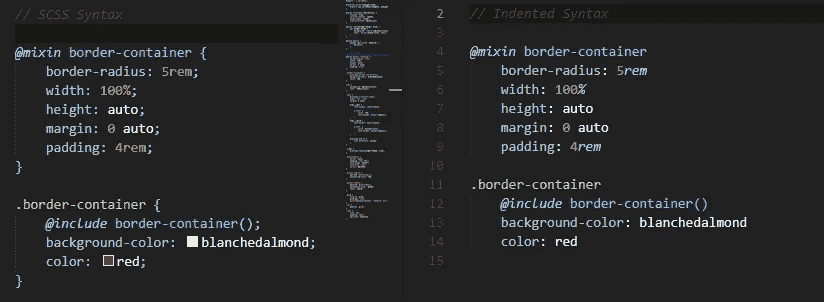 // SCSS Syntax
@mixin border-container {
border-radius: 5rem;
width: 100%;
height: auto;
margin: 0 auto;
padding: 4rem;
}
.border-container {
@include border-container();
background-color: blanchedalmond;
color: red;
}
2 // Indented Syntax
3
4 @mixin border-container
5 border-radius: 5rem
6 width: 100%
7 height: auto
8 margin: 0 auto
9 padding: 4rem
10
11 .border-container
12 @include border-container()
13 background-color: blanchedalmond
14 color: red
15